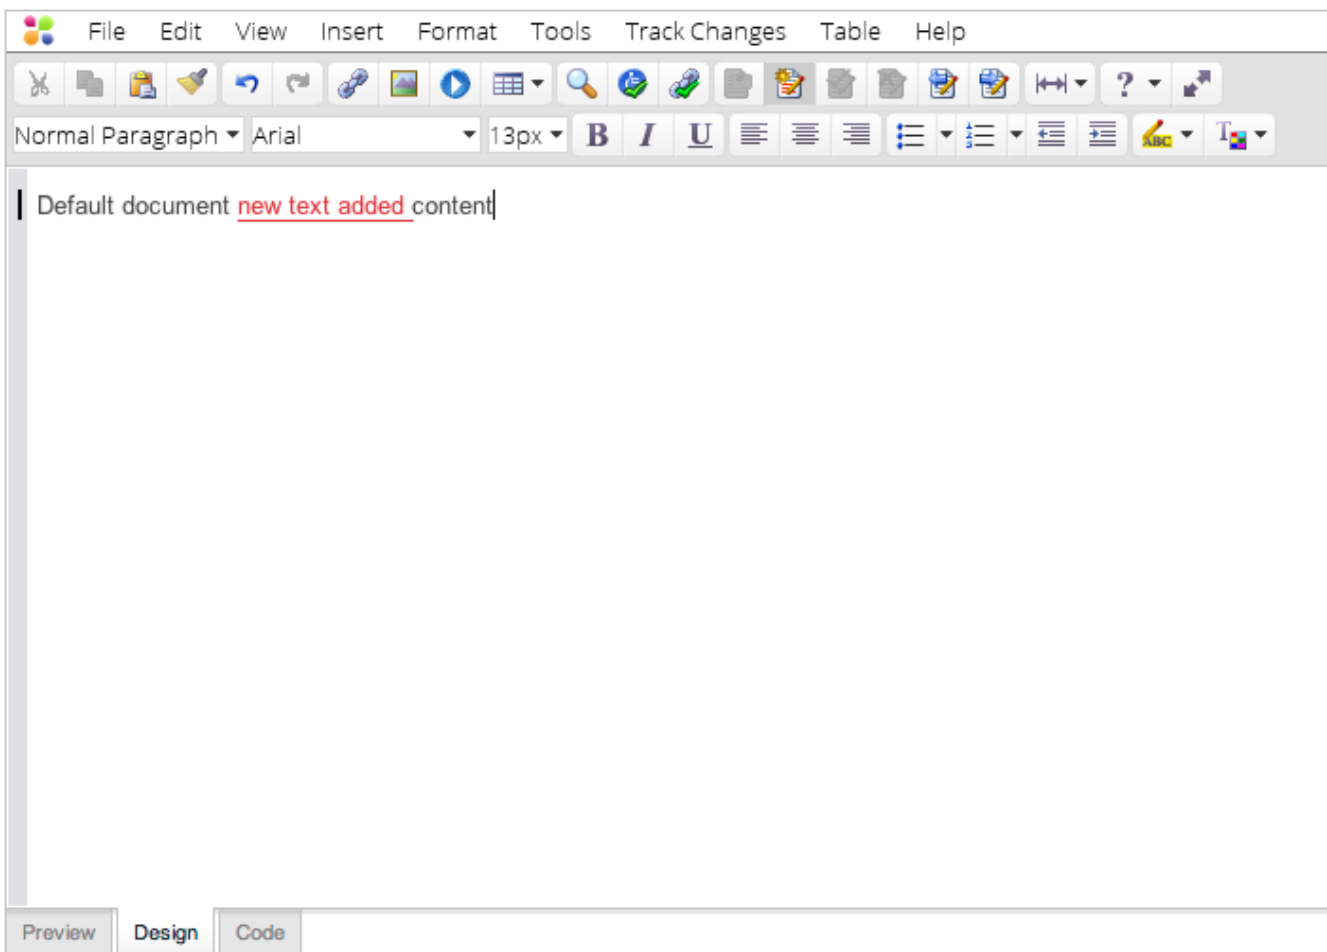 File Edit View Insert Format Tools Track Changes Table Help
?
Normal Paragraph Arial 13px B I U ABC T
Default document new text added content
Preview Design Code